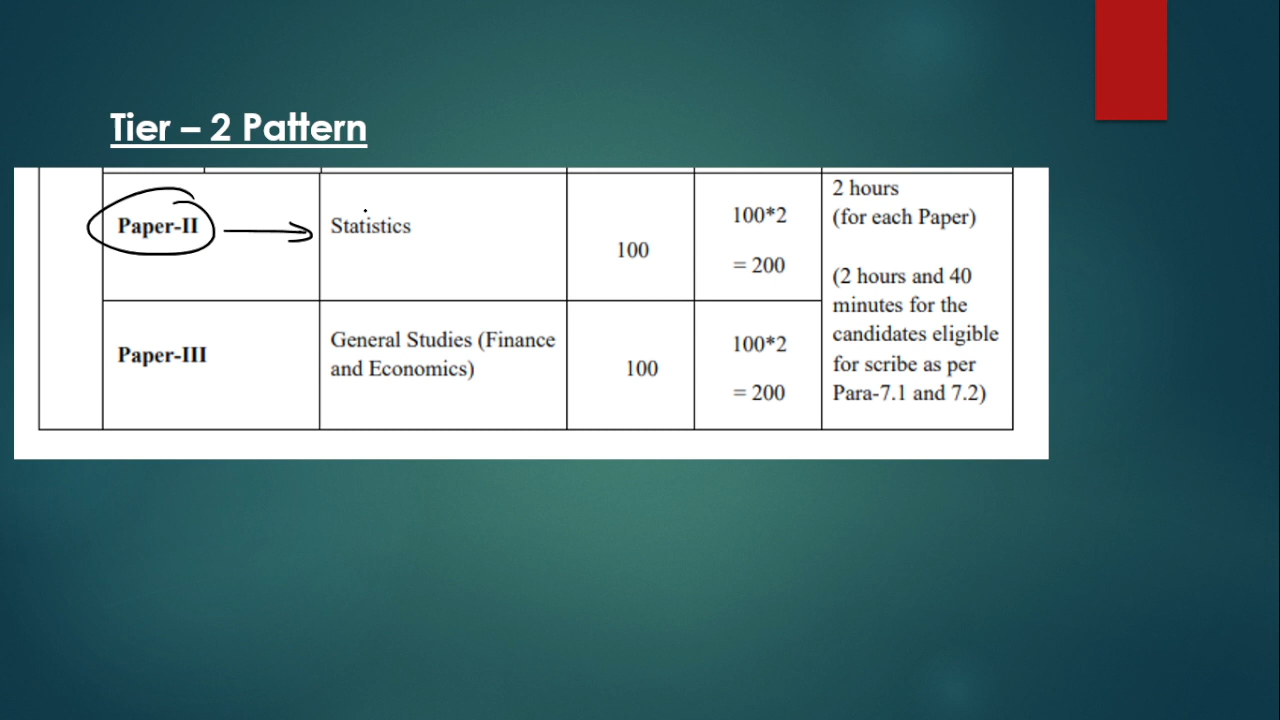 Tier – 2 Pattern
Paper-II
Statistics
100
100*2
= 200
2 hours
(for each Paper)
(2 hours and 40
minutes for the
candidates eligible
for scribe as per
Para-7.1 and 7.2)
Paper-III
General Studies (Finance
and Economics)
100
100*2
= 200